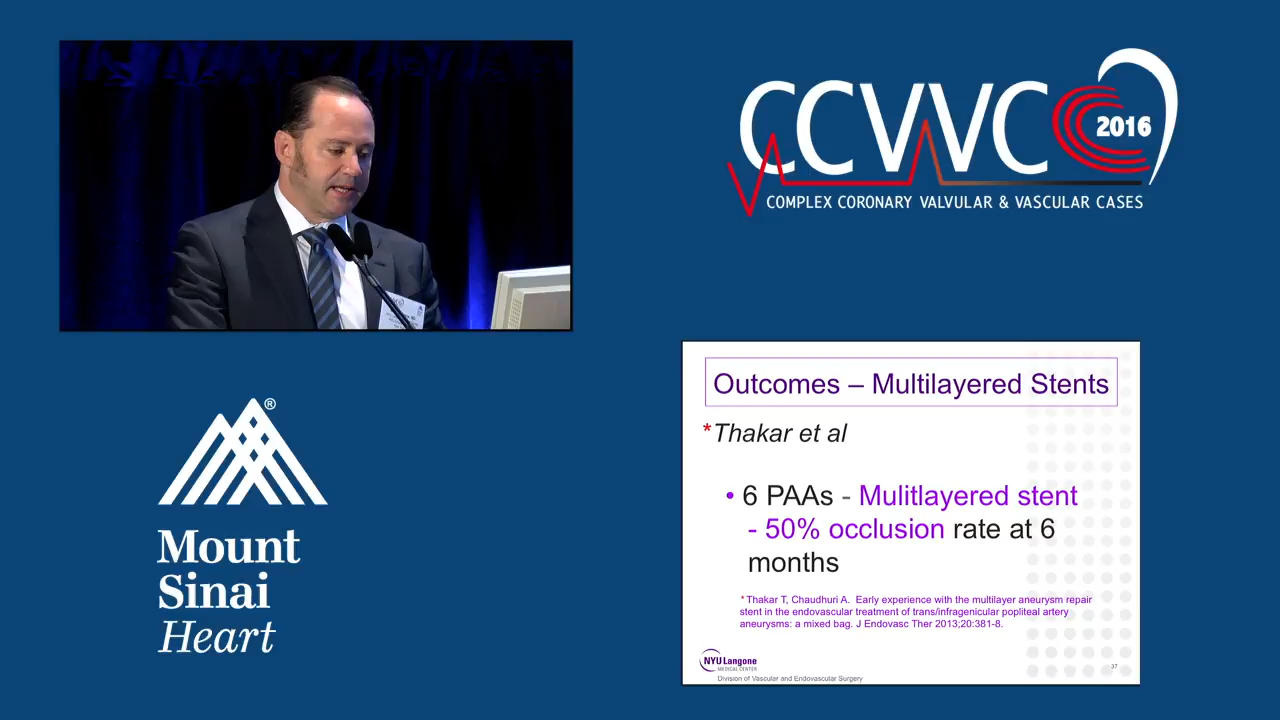 CCVVC
2016
COMPLEX CORONARY VALVULAR & VASCULAR CASES
®
Mount
Sinai
Heart
Outcomes – Multilayered Stents
*Thakar et al
• 6 PAAs - Mulitlayered stent
- 50% occlusion rate at 6
months
*Thakar T, Chaudhuri A. Early experience with the multilayer aneurysm repair
stent in the endovascular treatment of trans/infragenicular popliteal artery
aneurysms: a mixed bag. J Endovasc Ther 2013;20:381-8.
NYU Langone
MEDICAL CENTER
Division of Vascular and Endovascular Surgery
37